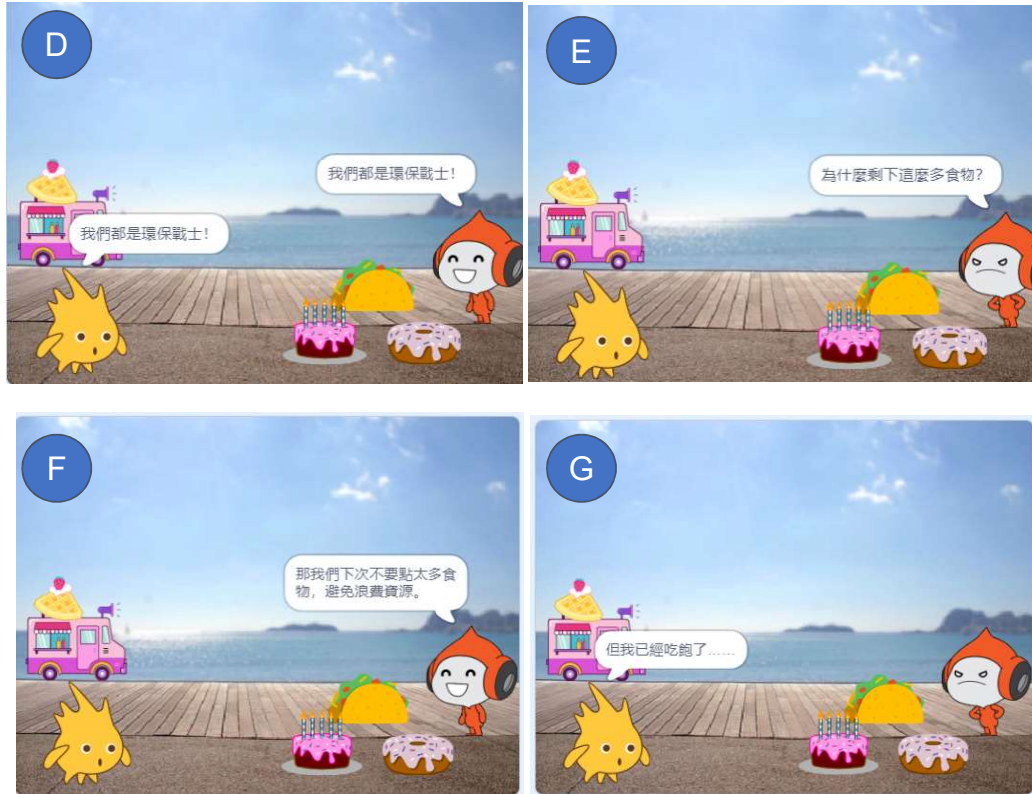 D
我們都是環保戰士！
我們都是環保戰士！
E
為什麼剩下這麼多食物？
F
那我們下次不要點太多食
物，避免浪費資源。
G
但我已經吃飽了……